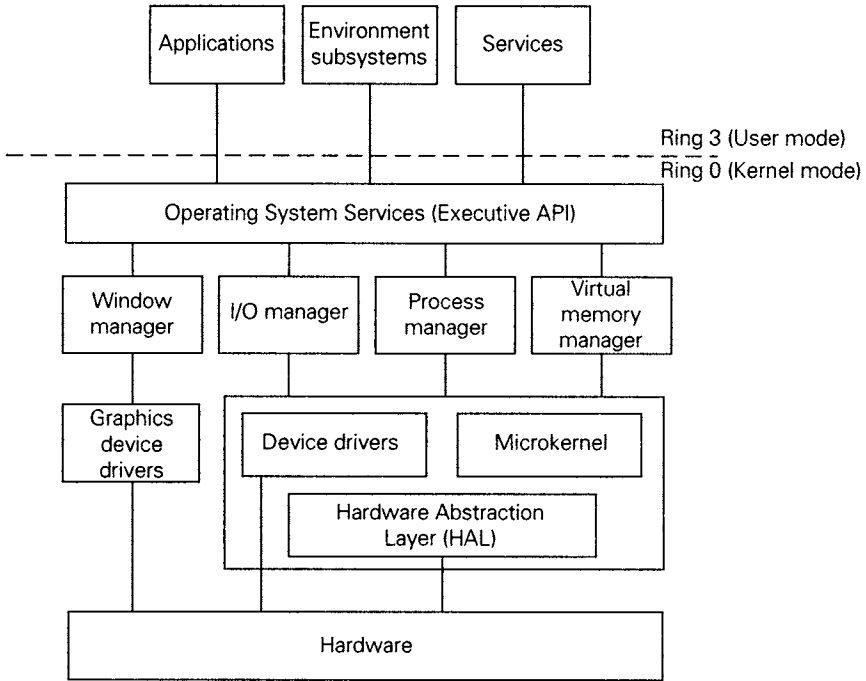 Applications
Environment
subsystems
Services
Ring 3 (User mode)
Ring 0 (Kernel mode)
Operating System Services (Executive API)
Window
manager
I/O manager
Process
manager
Virtual
memory
manager
Graphics
device
drivers
Device drivers
Microkernel
Hardware Abstraction
Layer (HAL)
Hardware